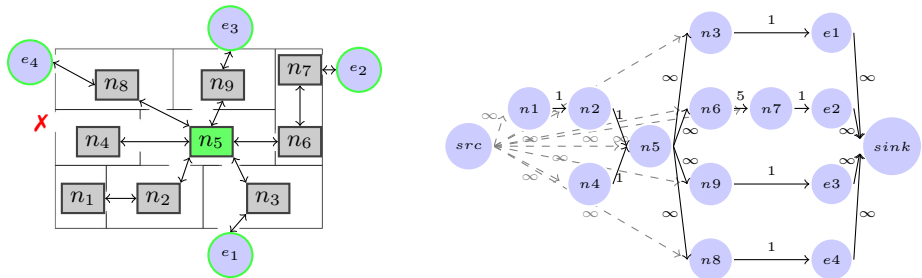 e3
e4
n8
n9
n7
e2
✗
n4
n5
n6
n1
n2
n3
e1
n3
1
e1
∞
∞
n1
1
n2
1
n6
5
n7
1
e2
∞
∞
∞
src
∞
∞
∞
n5
∞
sink
∞
∞
n4
1
∞
n9
1
e3
∞
∞
∞
∞
n8
1
e4